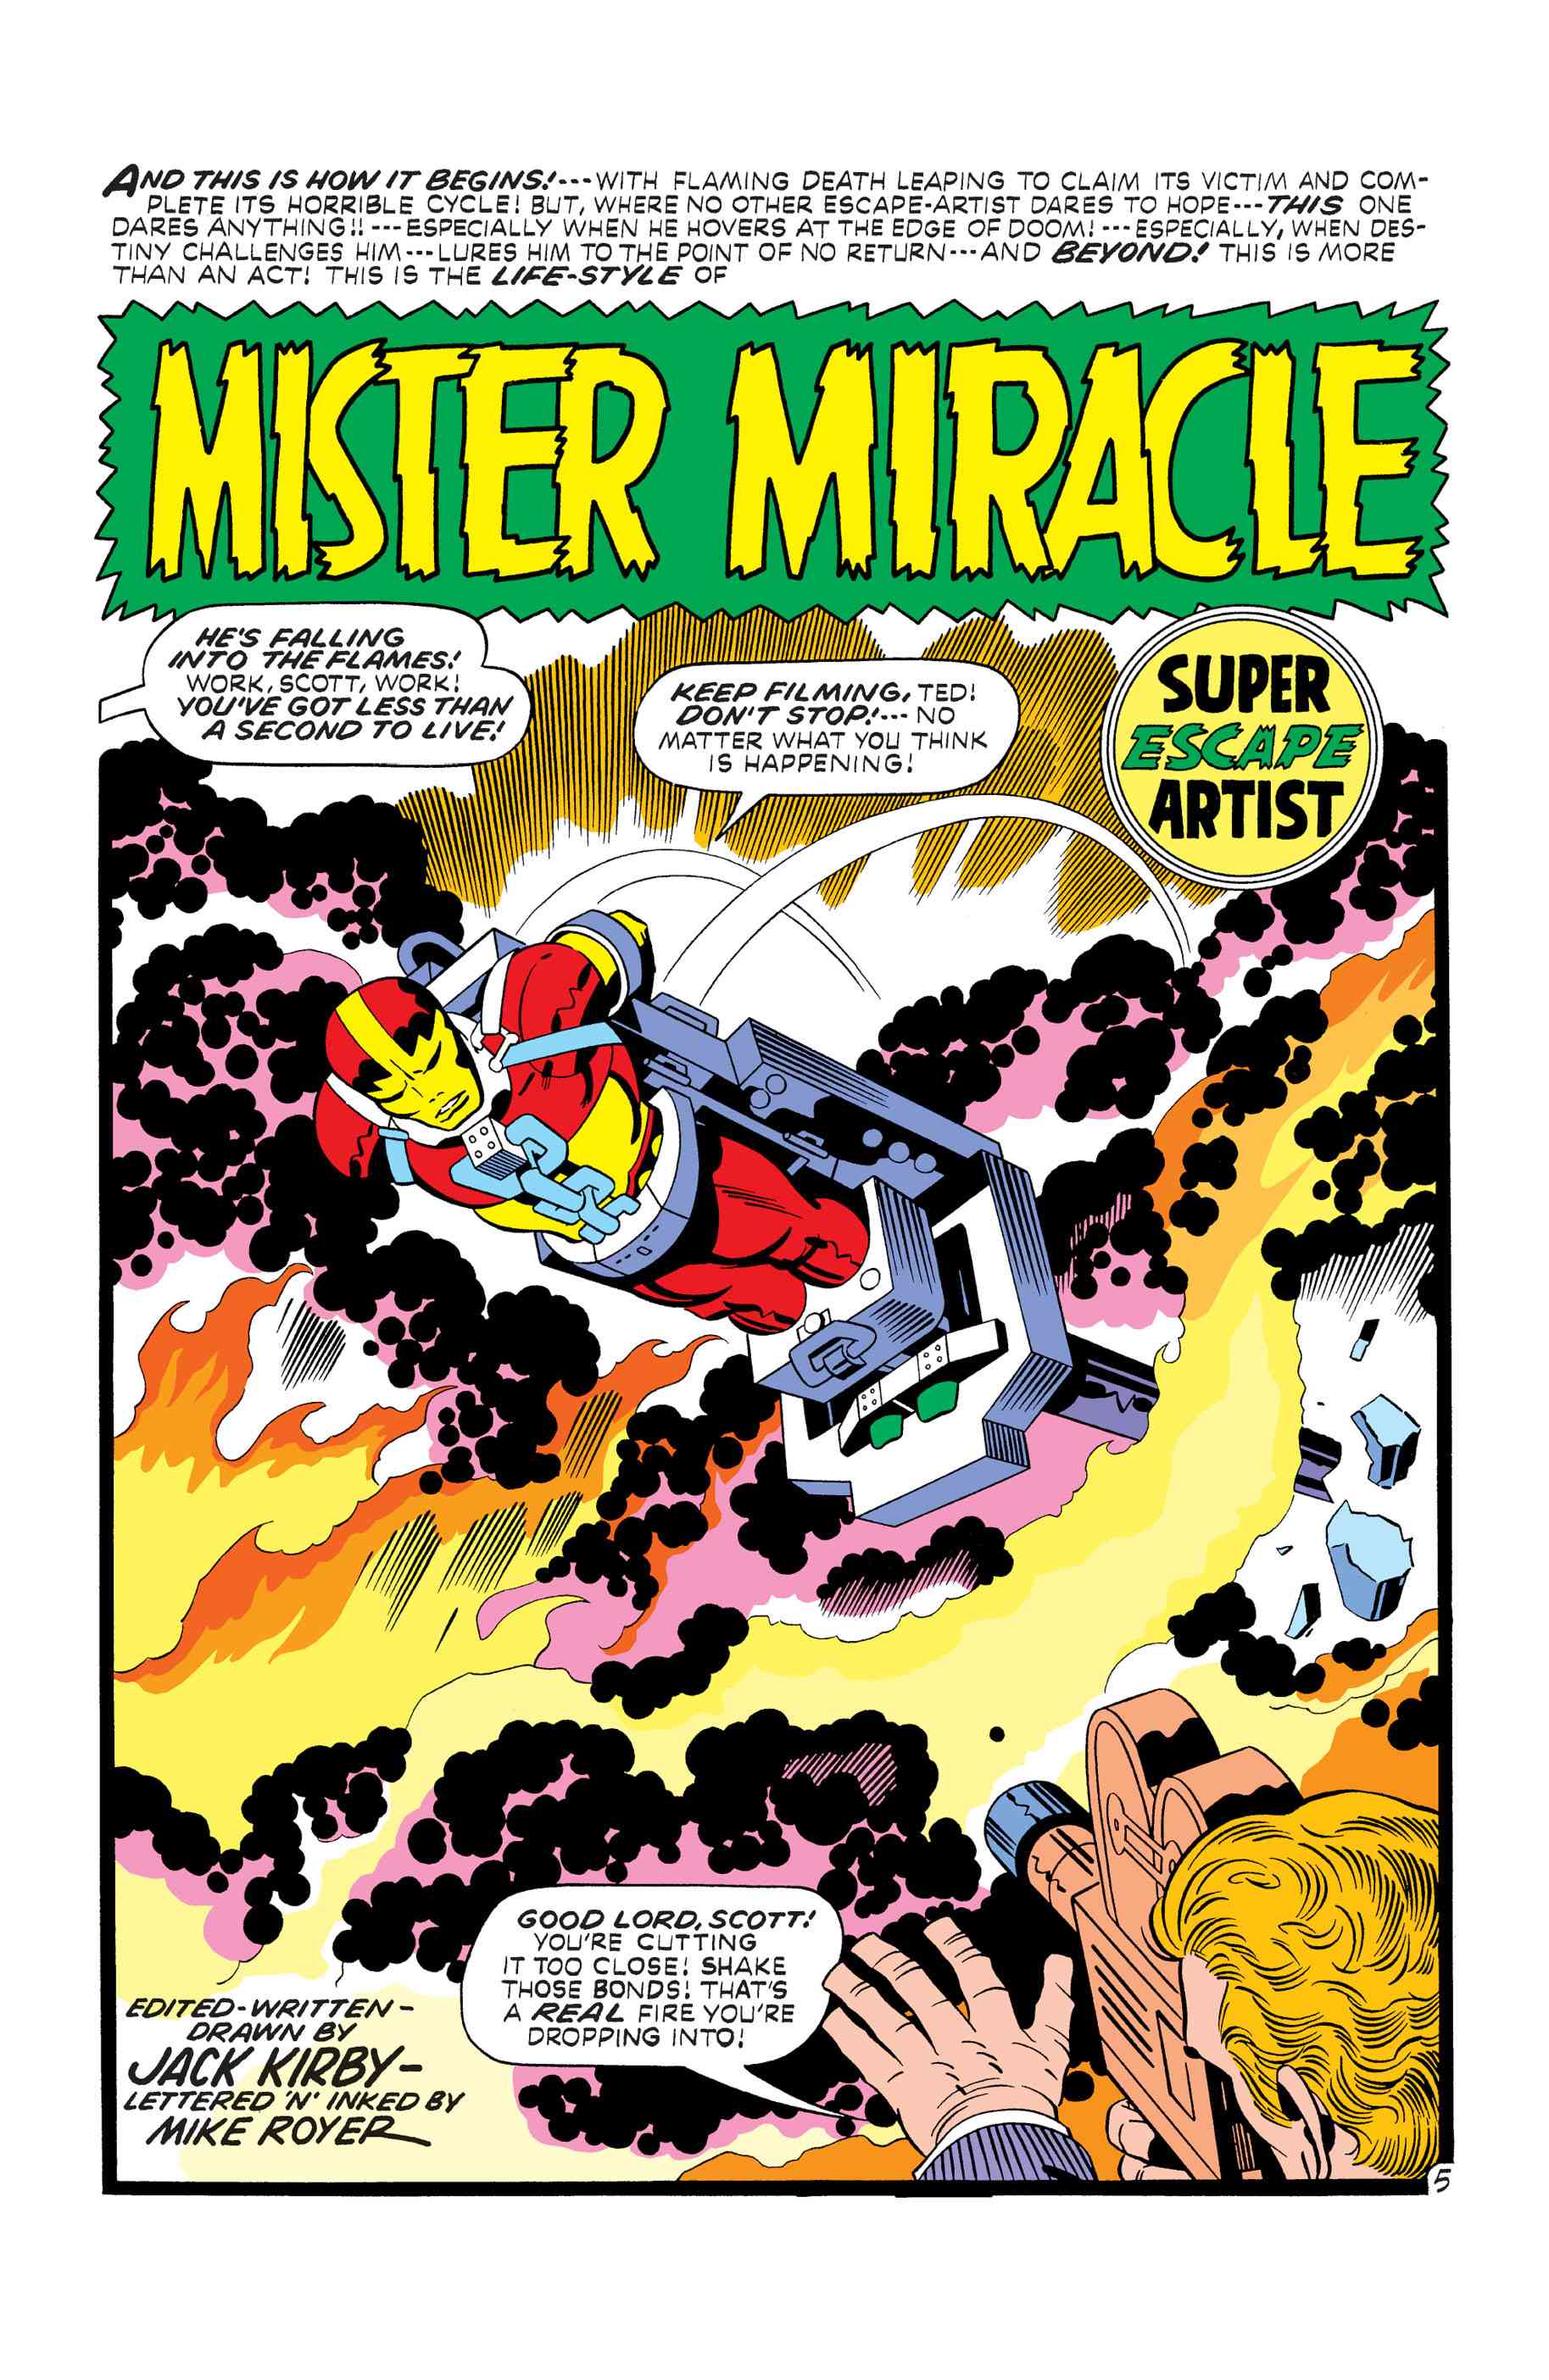 AND THIS IS HOW IT BEGINS!---WITH FLAMING DEATH LEAPING TO CLAIM ITS VICTIM AND COM-
PLETE ITS HORRIBLE CYCLE! BUT, WHERE NO OTHER ESCAPE-ARTIST DARES TO HOPE---THIS ONE
DARES ANYTHING!! ---ESPECIALLY WHEN HE HOVERS AT THE EDGE OF DOOM! ---ESPECIALLY, WHEN DES-
TINY CHALLENGES HIM---LURES HIM TO THE POINT OF NO RETURN---AND BEYOND! THIS IS MORE
THAN AN ACT! THIS IS THE LIFE-STYLE OF
MISTER MIRACLE
SUPER
ESCAPE
ARTIST
HE'S FALLING
INTO THE FLAMES!
WORK, SCOTT, WORK!
YOU'VE GOT LESS THAN
A SECOND TO LIVE!
KEEP FILMING, TED!
DON'T STOP!--- NO
MATTER WHAT YOU THINK
IS HAPPENING!
GOOD LORD, SCOTT!
YOU'RE CUTTING
IT TOO CLOSE! SHAKE
THOSE BONDS! THAT'S
A REAL FIRE YOU'RE
DROPPING INTO!
EDITED-WRITTEN-
DRAWN BY
JACK KIRBY-
LETTERED 'N' INKED BY
MIKE ROYER
5